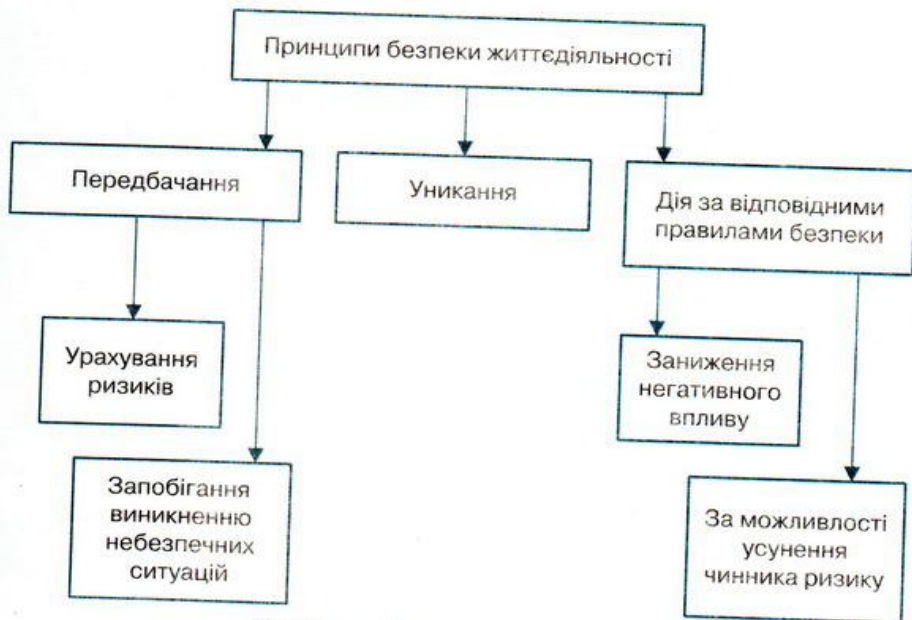 Принципи безпеки життєдіяльності
Передбачання
Уникання
Дія за відповідними
правилами безпеки
Урахування
ризиків
Заниження
негативного
впливу
Запобігання
виникненню
небезпечних
ситуацій
За можливлості
усунення
чинника ризику